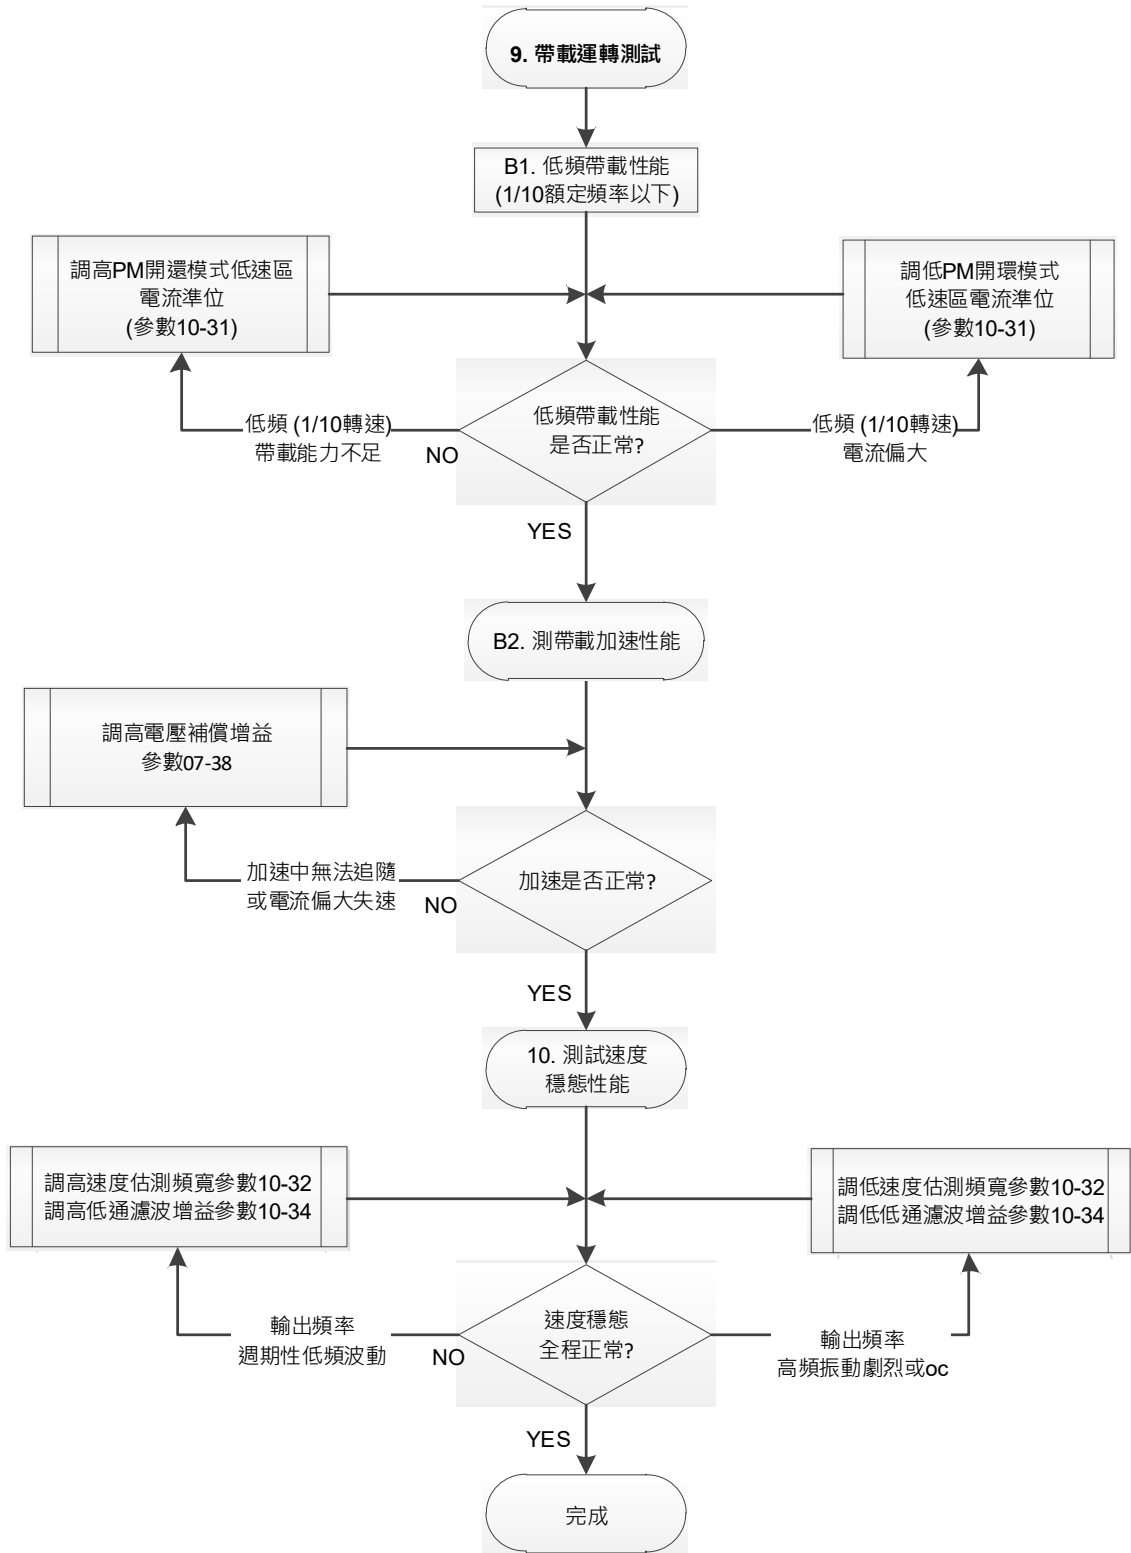 9. 帶載運轉測試
B1. 低頻帶載性能
(1/10額定頻率以下)
調高PM開還模式低速區
電流準位
(參數10-31)
調低PM開環模式
低速區電流準位
(參數10-31)
低頻帶載性能
是否正常?
低頻 (1/10轉速)
帶載能力不足
NO
低頻 (1/10轉速)
電流偏大
YES
B2. 測帶載加速性能
調高電壓補償增益
參數07-38
加速是否正常?
加速中無法追隨
或電流偏大失速
NO
YES
10. 測試速度
穩態性能
調高速度估測頻寬參數10-32
調高低通濾波增益參數10-34
調低速度估測頻寬參數10-32
調低低通濾波增益參數10-34
速度穩態
全程正常?
輸出頻率
週期性低頻波動
NO
輸出頻率
高頻振動劇烈或oc
YES
完成